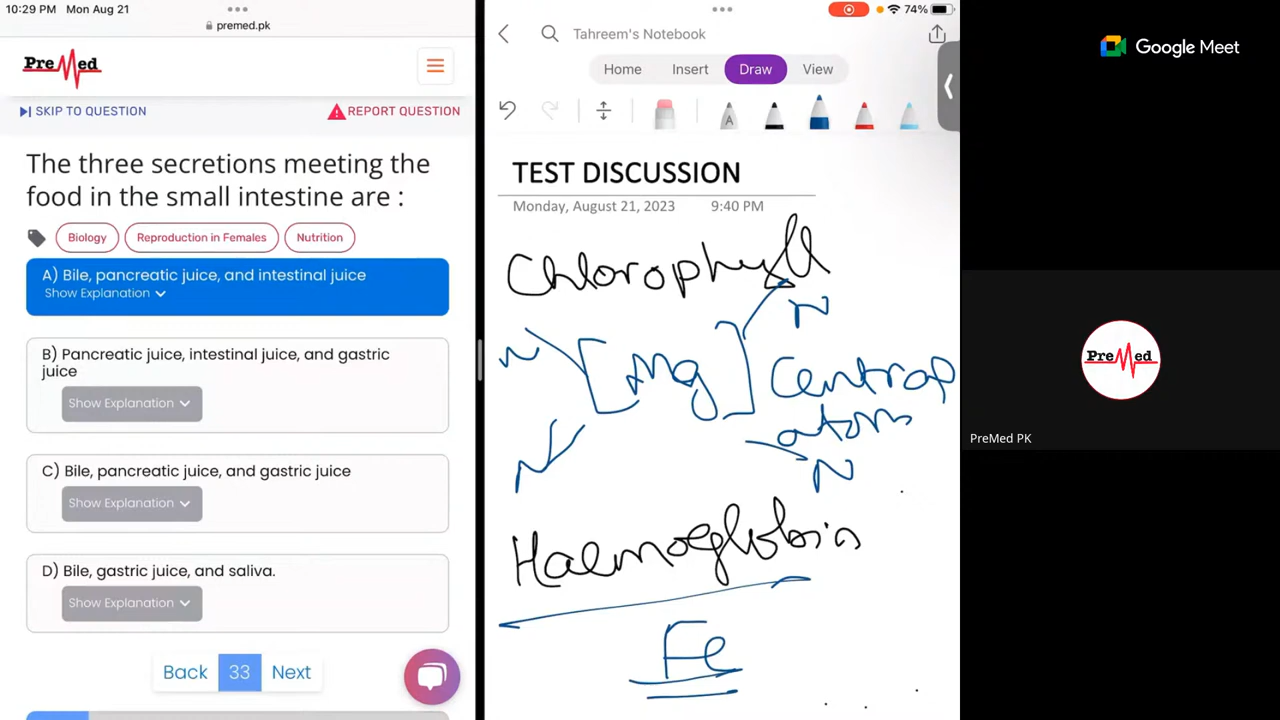 10:29 PM Mon Aug 21
premed.pk
PreMed
SKIP TO QUESTION
REPORT QUESTION
The three secretions meeting the
food in the small intestine are :
Biology
Reproduction in Females
Nutrition
A) Bile, pancreatic juice, and intestinal juice
Show Explanation
B) Pancreatic juice, intestinal juice, and gastric
juice
Show Explanation
C) Bile, pancreatic juice, and gastric juice
Show Explanation
D) Bile, gastric juice, and saliva.
Show Explanation
Back 33 Next
74%
Tahreem's Notebook
Home Insert Draw View
A
TEST DISCUSSION
Monday, August 21, 2023 9:40 PM
Chlorophyll
N
N [Mg] Central
atom
N N
Haemoglobin
Fe
Google Meet
PreMed
PreMed PK